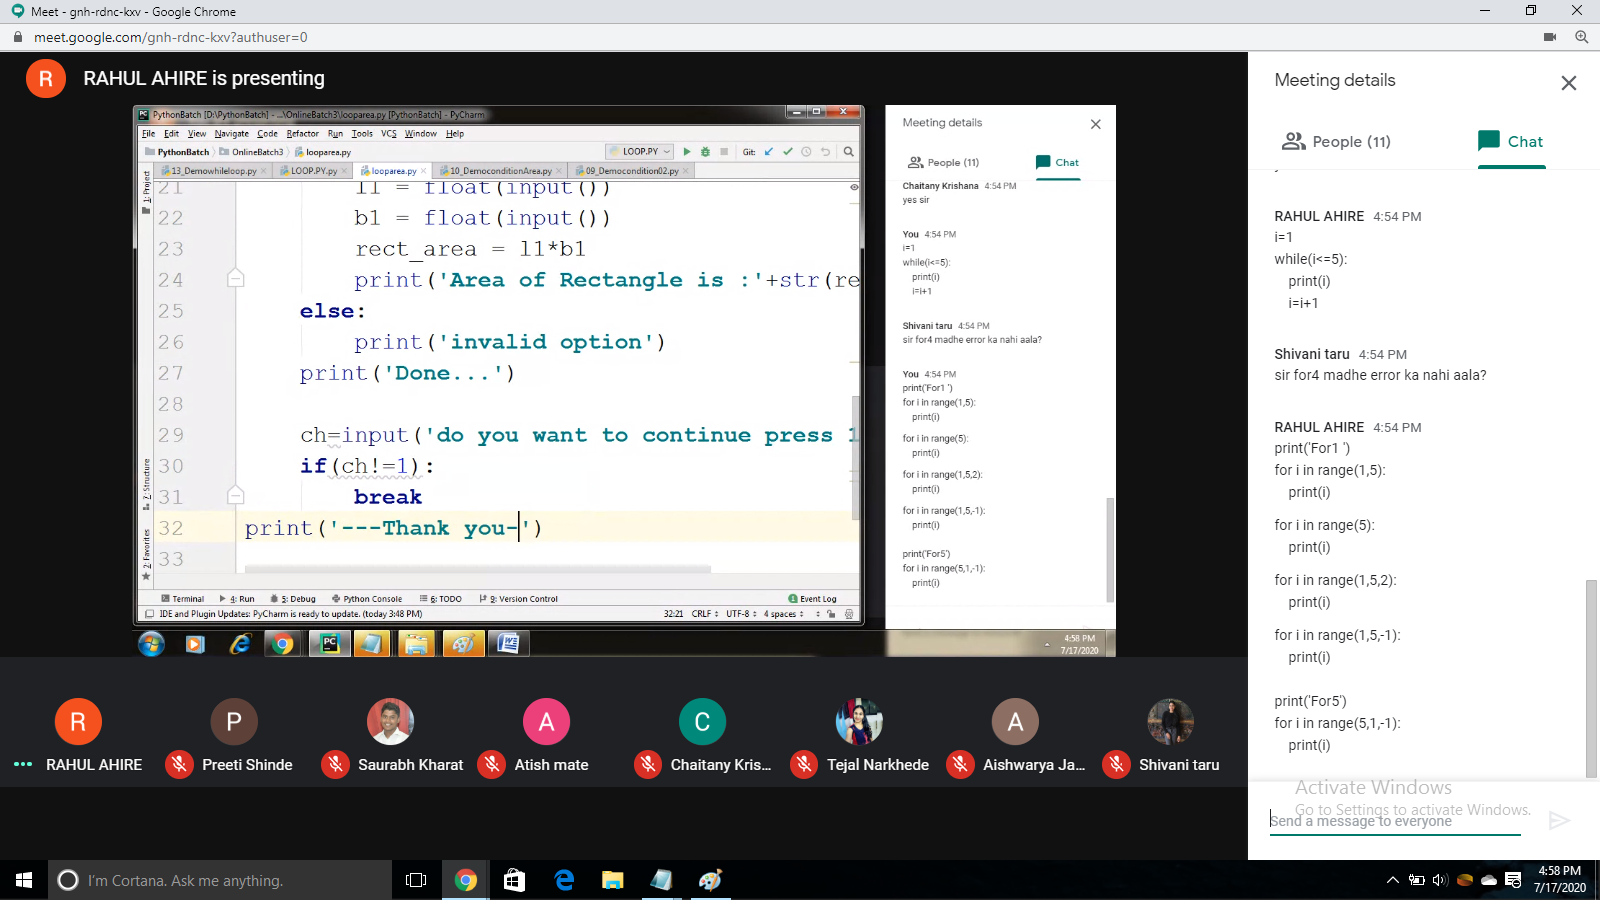 Meet - gnh-rdnc-kxv - Google Chrome
meet.google.com/gnh-rdnc-kxv?authuser=0
R RAHUL AHIRE is presenting
PythonBatch [D:\PythonBatch] - ...\OnlineBatch3\looparea.py [PythonBatch] - PyCharm
File Edit View Navigate Code Refactor Run Tools VCS Window Help
PythonBatch OnlineBatch3 looparea.py LOOP.PY Git:
13_Demowhileloop.py LOOP.PY.py looparea.py 10_DemoconditionArea.py 09_Democondition02.py
1: Project
7: Structure
2: Favorites
21 l1 = float(input())
22 b1 = float(input())
23 rect_area = l1*b1
24 print('Area of Rectangle is :'+str(re
25 else:
26 print('invalid option')
27 print('Done...')
28
29 ch=input('do you want to continue press 1
30 if(ch!=1):
31 break
32 print('---Thank you-')
33
Terminal 4: Run 5: Debug Python Console 6: TODO 9: Version Control Event Log
IDE and Plugin Updates: PyCharm is ready to update. (today 3:48 PM) 32:21 CRLF UTF-8 4 spaces
4:58 PM
7/17/2020
Meeting details
People (11) Chat
Chaitany Krishana 4:54 PM
yes sir
You 4:54 PM
i=1
while(i<=5):
print(i)
i=i+1
Shivani taru 4:54 PM
sir for4 madhe error ka nahi aala?
You 4:54 PM
print('For1 ')
for i in range(1,5):
print(i)
for i in range(5):
print(i)
for i in range(1,5,2):
print(i)
for i in range(1,5,-1):
print(i)
print('For5')
for i in range(5,1,-1):
print(i)
R P A C A
RAHUL AHIRE Preeti Shinde Saurabh Kharat Atish mate Chaitany Kris... Tejal Narkhede Aishwarya Ja... Shivani taru
Meeting details
People (11) Chat
RAHUL AHIRE 4:54 PM
i=1
while(i<=5):
print(i)
i=i+1
Shivani taru 4:54 PM
sir for4 madhe error ka nahi aala?
RAHUL AHIRE 4:54 PM
print('For1 ')
for i in range(1,5):
print(i)
for i in range(5):
print(i)
for i in range(1,5,2):
print(i)
for i in range(1,5,-1):
print(i)
print('For5')
for i in range(5,1,-1):
print(i)
Activate Windows
Go to Settings to activate Windows.
Send a message to everyone
I'm Cortana. Ask me anything.
4:58 PM
7/17/2020